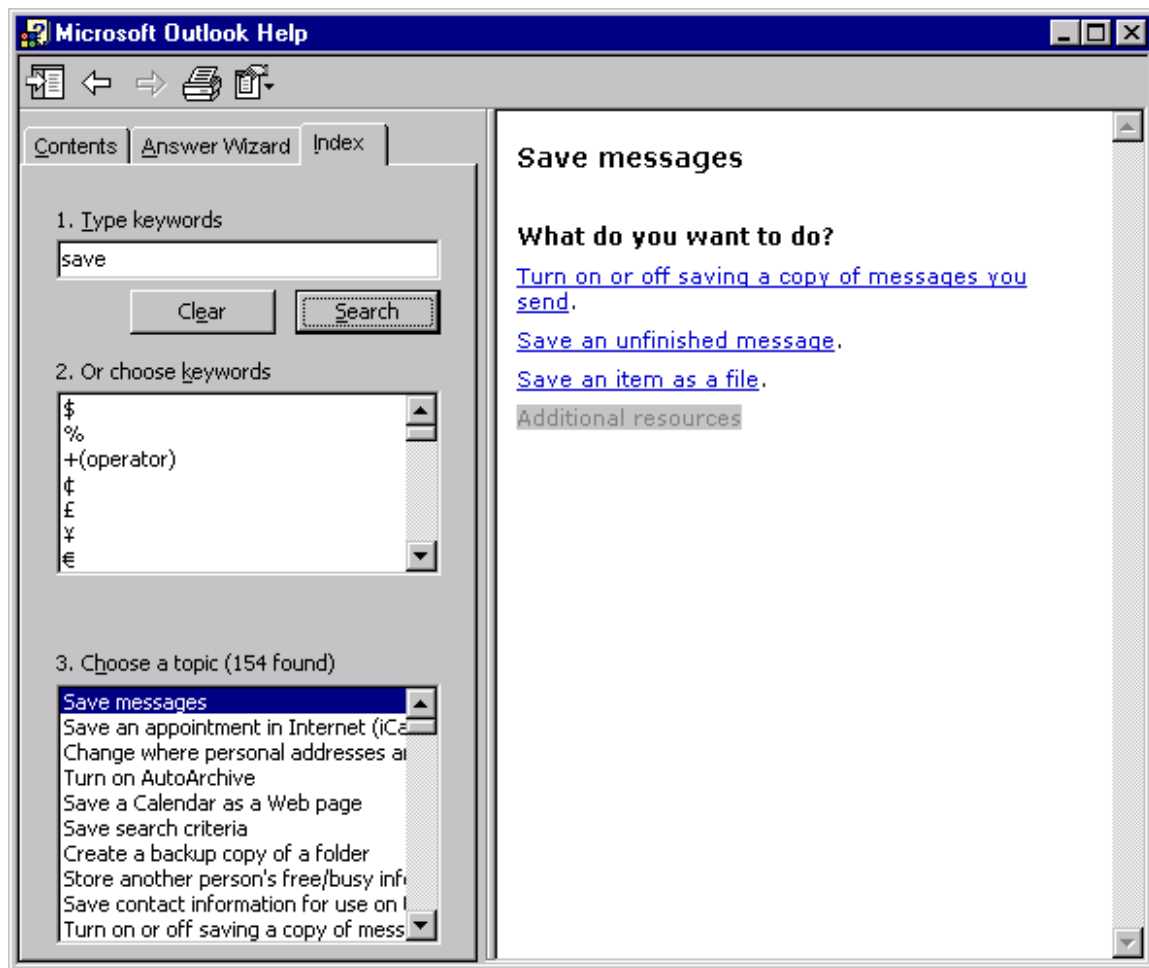 Microsoft Outlook Help
Contents
Answer Wizard
Index
1. Type keywords
save
Clear
Search
2. Or choose keywords
$
%
+(operator)
¢
£
¥
€
3. Choose a topic (154 found)
Save messages
Save an appointment in Internet (iCa
Change where personal addresses a
Turn on AutoArchive
Save a Calendar as a Web page
Save search criteria
Create a backup copy of a folder
Store another person's free/busy inf
Save contact information for use on
Turn on or off saving a copy of mess
Save messages
What do you want to do?
Turn on or off saving a copy of messages you
send.
Save an unfinished message.
Save an item as a file.
Additional resources